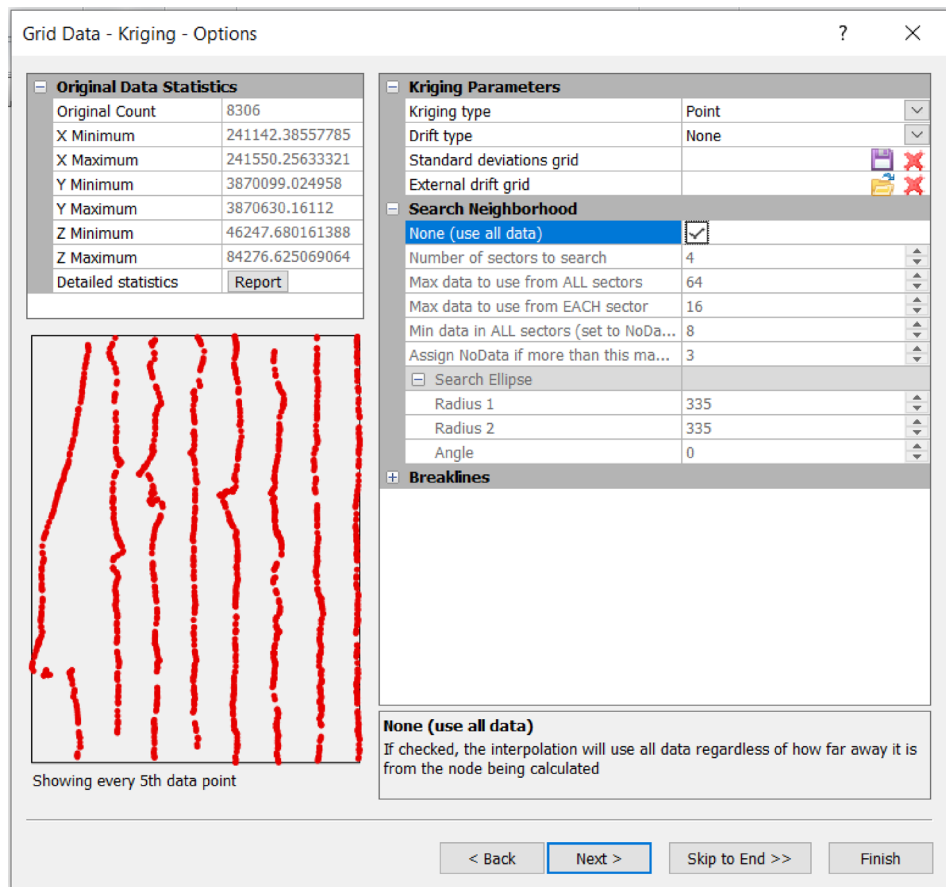 Grid Data - Kriging - Options
?
Original Data Statistics
Original Count 8306
X Minimum 241142.38557785
X Maximum 241550.25633321
Y Minimum 3870099.024958
Y Maximum 3870630.16112
Z Minimum 46247.680161388
Z Maximum 84276.625069064
Detailed statistics Report
Showing every 5th data point
Kriging Parameters
Kriging type Point
Drift type None
Standard deviations grid
External drift grid
Search Neighborhood
None (use all data)
Number of sectors to search 4
Max data to use from ALL sectors 64
Max data to use from EACH sector 16
Min data in ALL sectors (set to NoDa... 8
Assign NoData if more than this ma... 3
Search Ellipse
Radius 1 335
Radius 2 335
Angle 0
Breaklines
None (use all data)
If checked, the interpolation will use all data regardless of how far away it is
from the node being calculated
< Back Next > Skip to End >> Finish